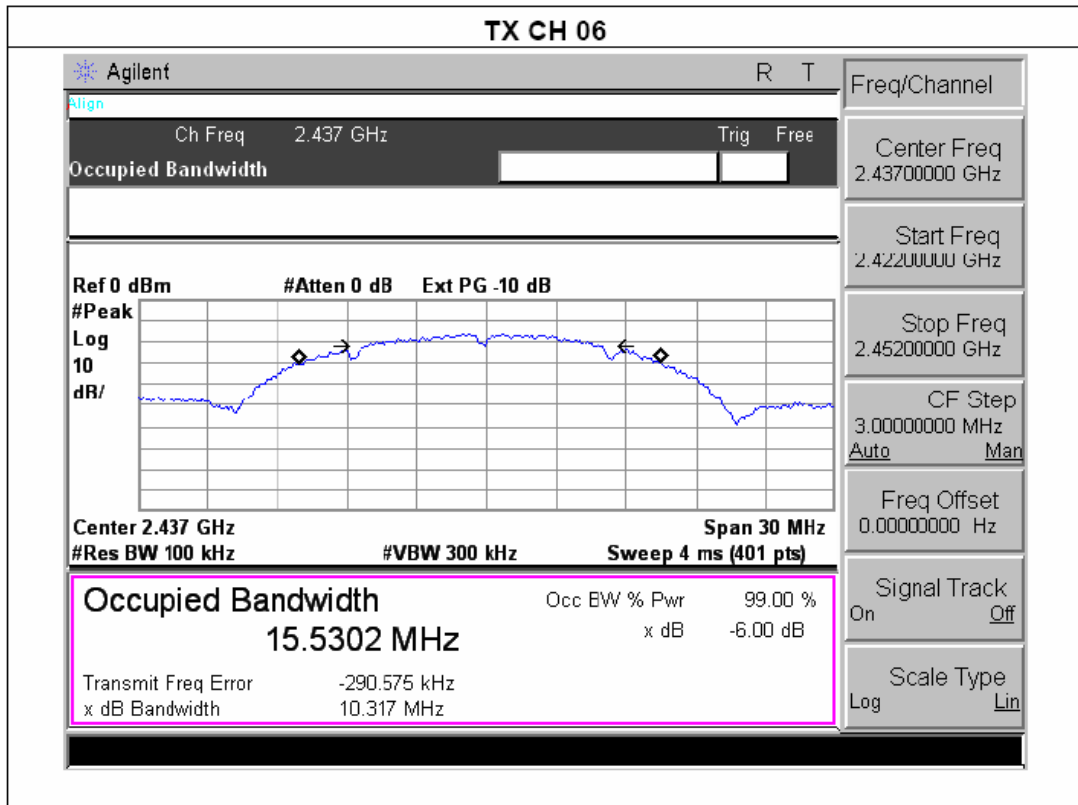 TX CH 06
Agilent R T
Align
Ch Freq 2.437 GHz Trig Free
Occupied Bandwidth
Ref 0 dBm #Atten 0 dB Ext PG -10 dB
#Peak
Log
10
dB/
Center 2.437 GHz Span 30 MHz
#Res BW 100 kHz #VBW 300 kHz Sweep 4 ms (401 pts)
Occupied Bandwidth
15.5302 MHz
Occ BW % Pwr 99.00 %
x dB -6.00 dB
Transmit Freq Error -290.575 kHz
x dB Bandwidth 10.317 MHz
Freq/Channel
Center Freq
2.43700000 GHz
Start Freq
2.42200000 GHz
Stop Freq
2.45200000 GHz
CF Step
3.00000000 MHz
Auto Man
Freq Offset
0.00000000 Hz
Signal Track
On Off
Scale Type
Log Lin